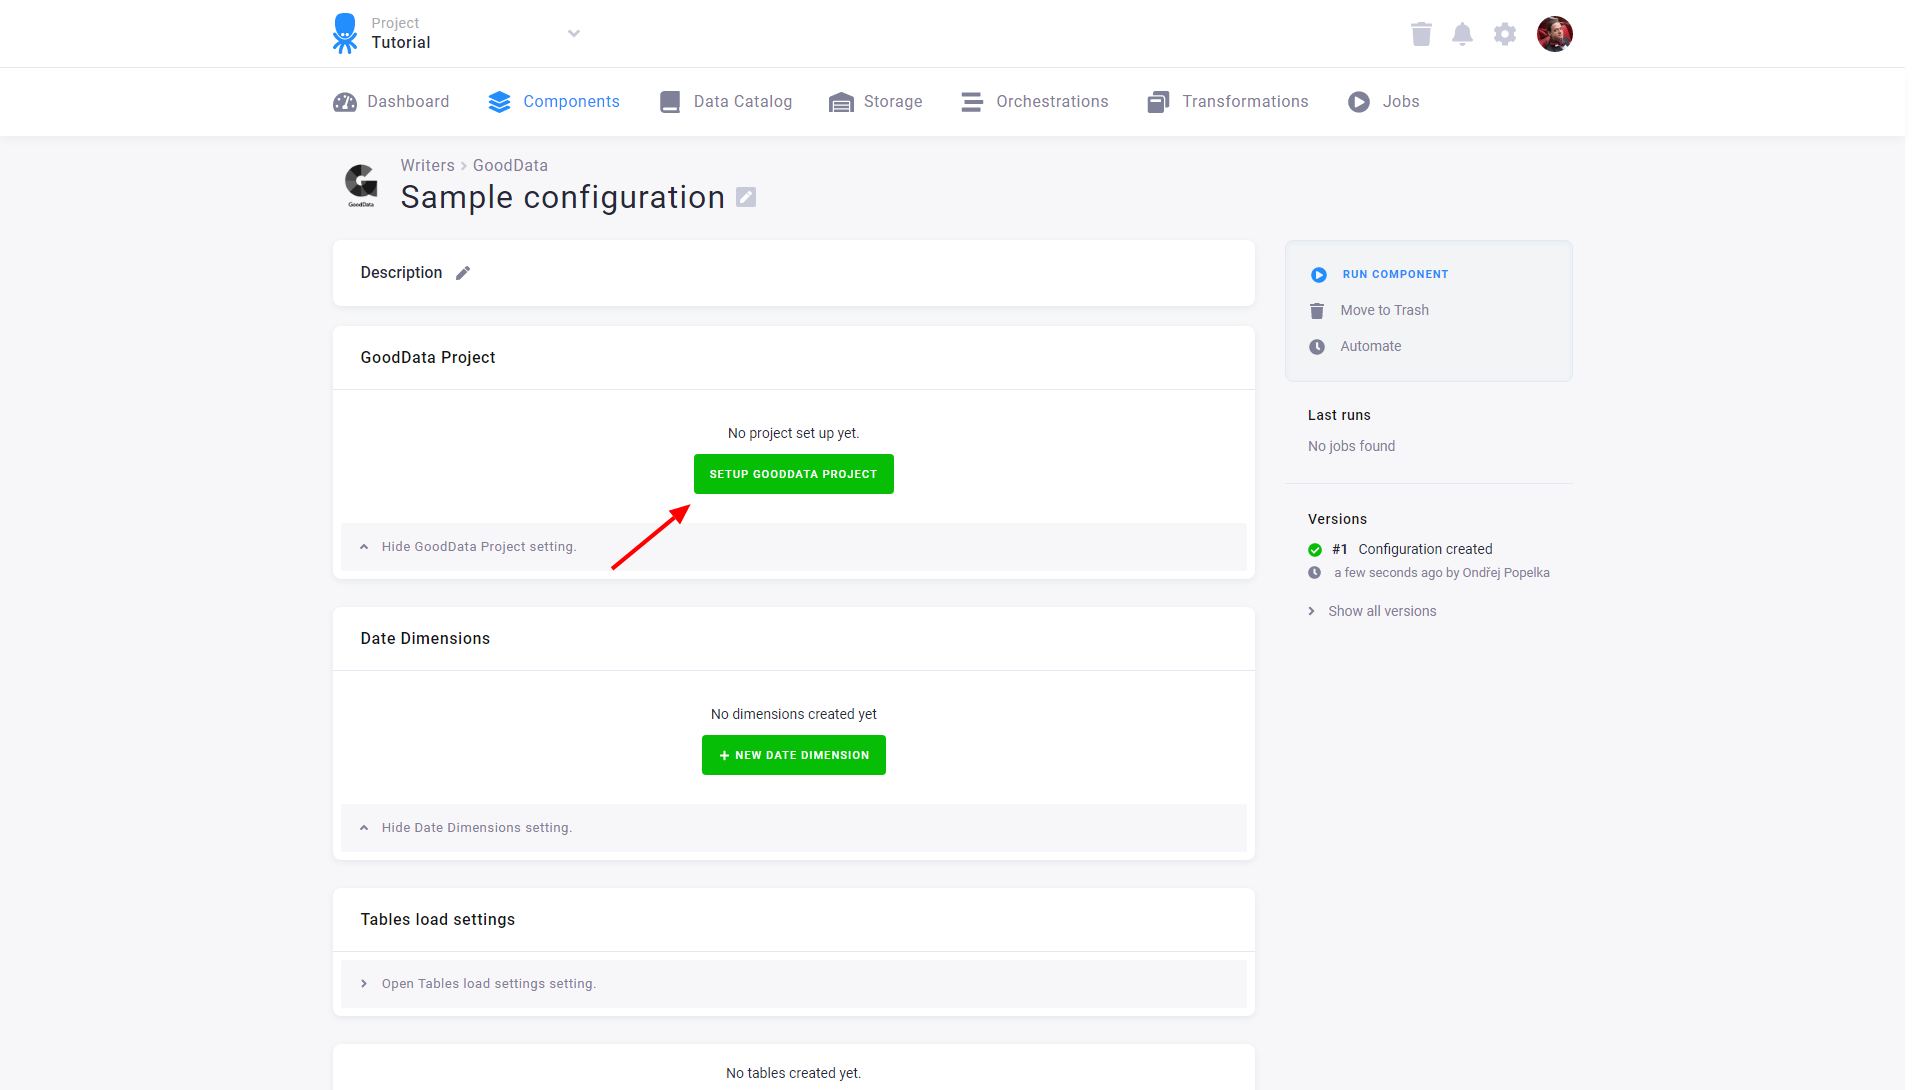 Project
Tutorial
Dashboard
Components
Data Catalog
Storage
Orchestrations
Transformations
Jobs
GoodData
Writers > GoodData
Sample configuration
Description
GoodData Project
No project set up yet.
SETUP GOODDATA PROJECT
Hide GoodData Project setting.
Date Dimensions
No dimensions created yet
+ NEW DATE DIMENSION
Hide Date Dimensions setting.
Tables load settings
Open Tables load settings setting.
No tables created yet.
RUN COMPONENT
Move to Trash
Automate
Last runs
No jobs found
Versions
#1 Configuration created
a few seconds ago by Ondřej Popelka
Show all versions